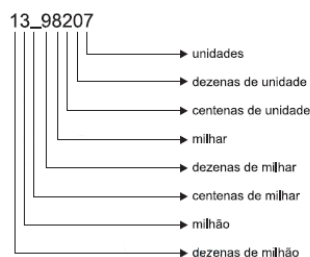 13_98207
unidades
dezenas de unidade
centenas de unidade
milhar
dezenas de milhar
centenas de milhar
milhão
dezenas de milhão